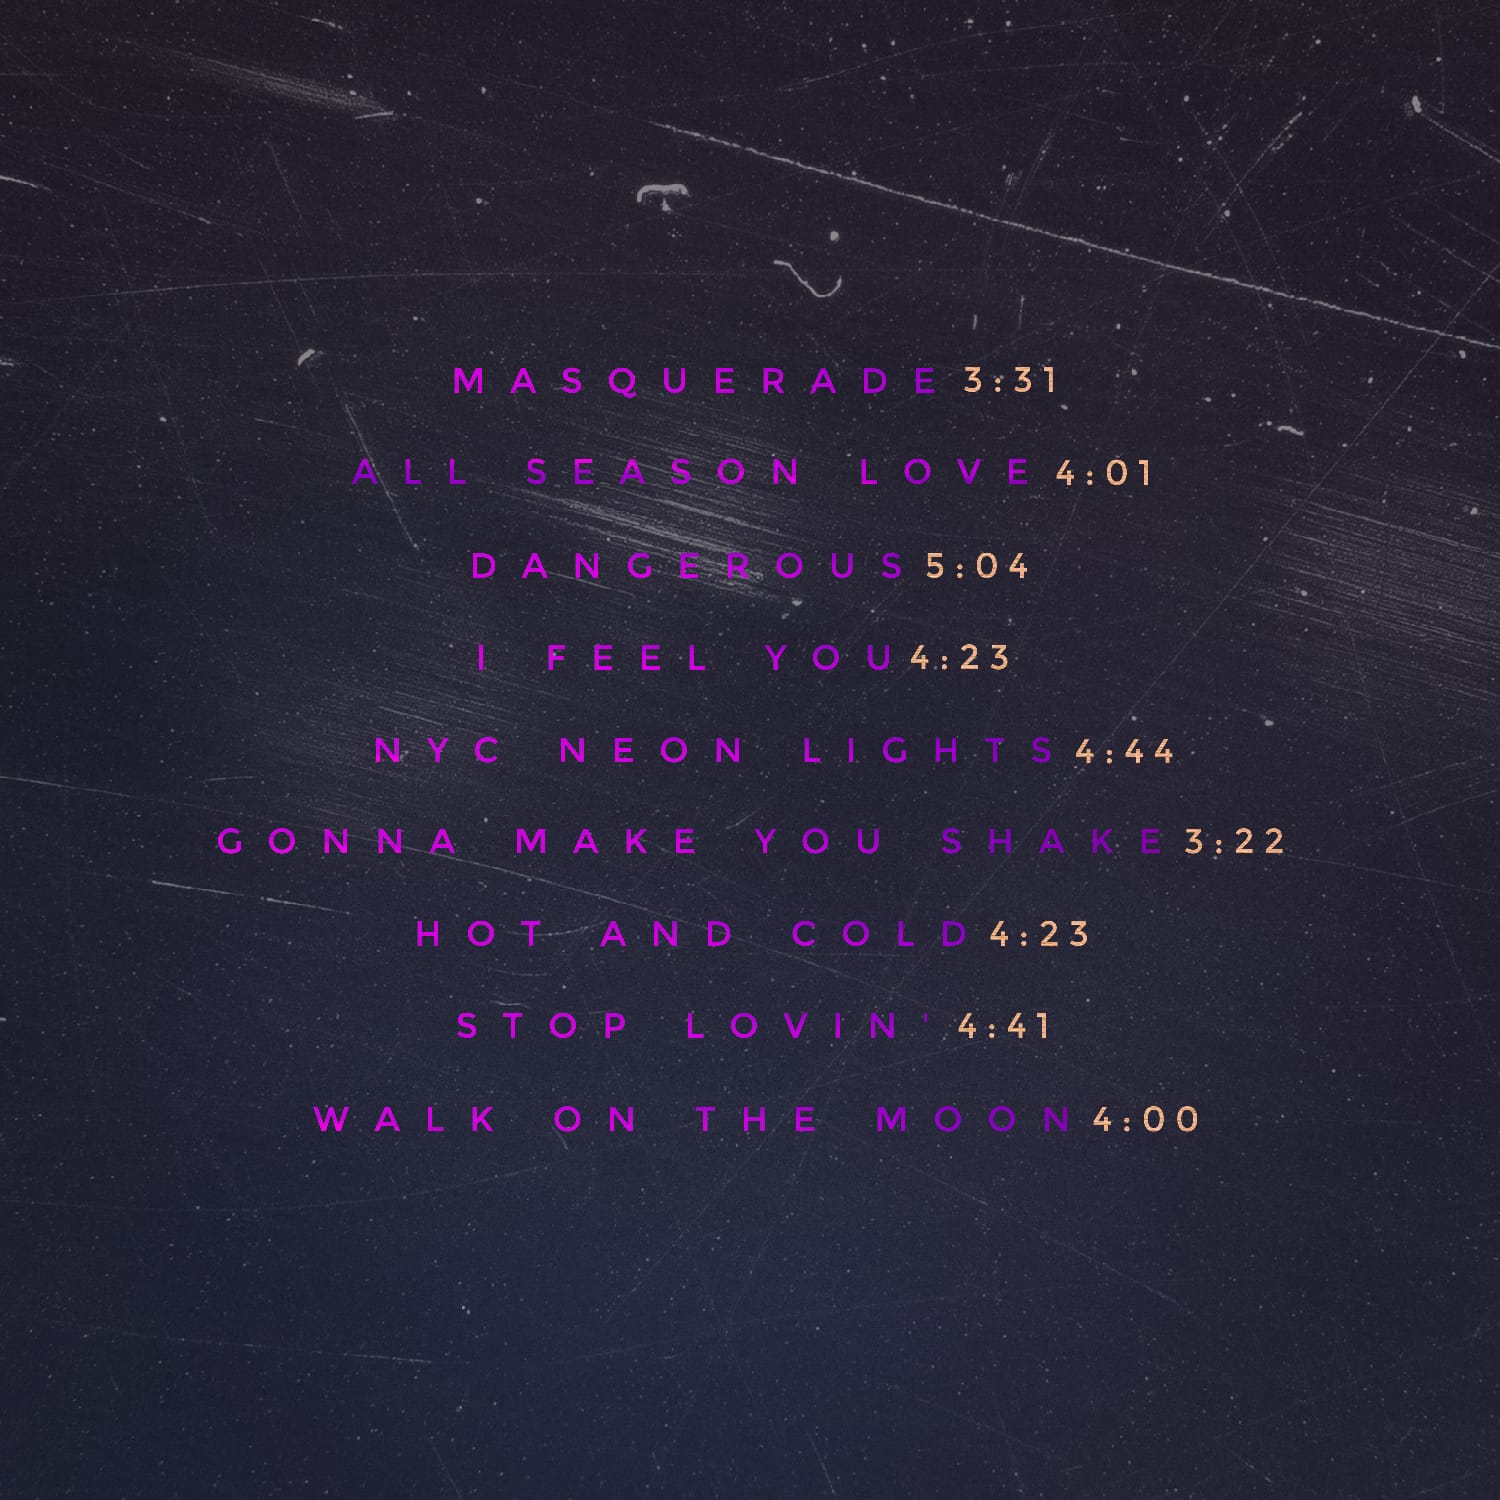 MASQUERADE 3:31
ALL SEASON LOVE 4:01
DANGEROUS 5:04
I FEEL YOU 4:23
NYC NEON LIGHTS 4:44
GONNA MAKE YOU SHAKE 3:22
HOT AND COLD 4:23
STOP LOVIN' 4:41
WALK ON THE MOON 4:00